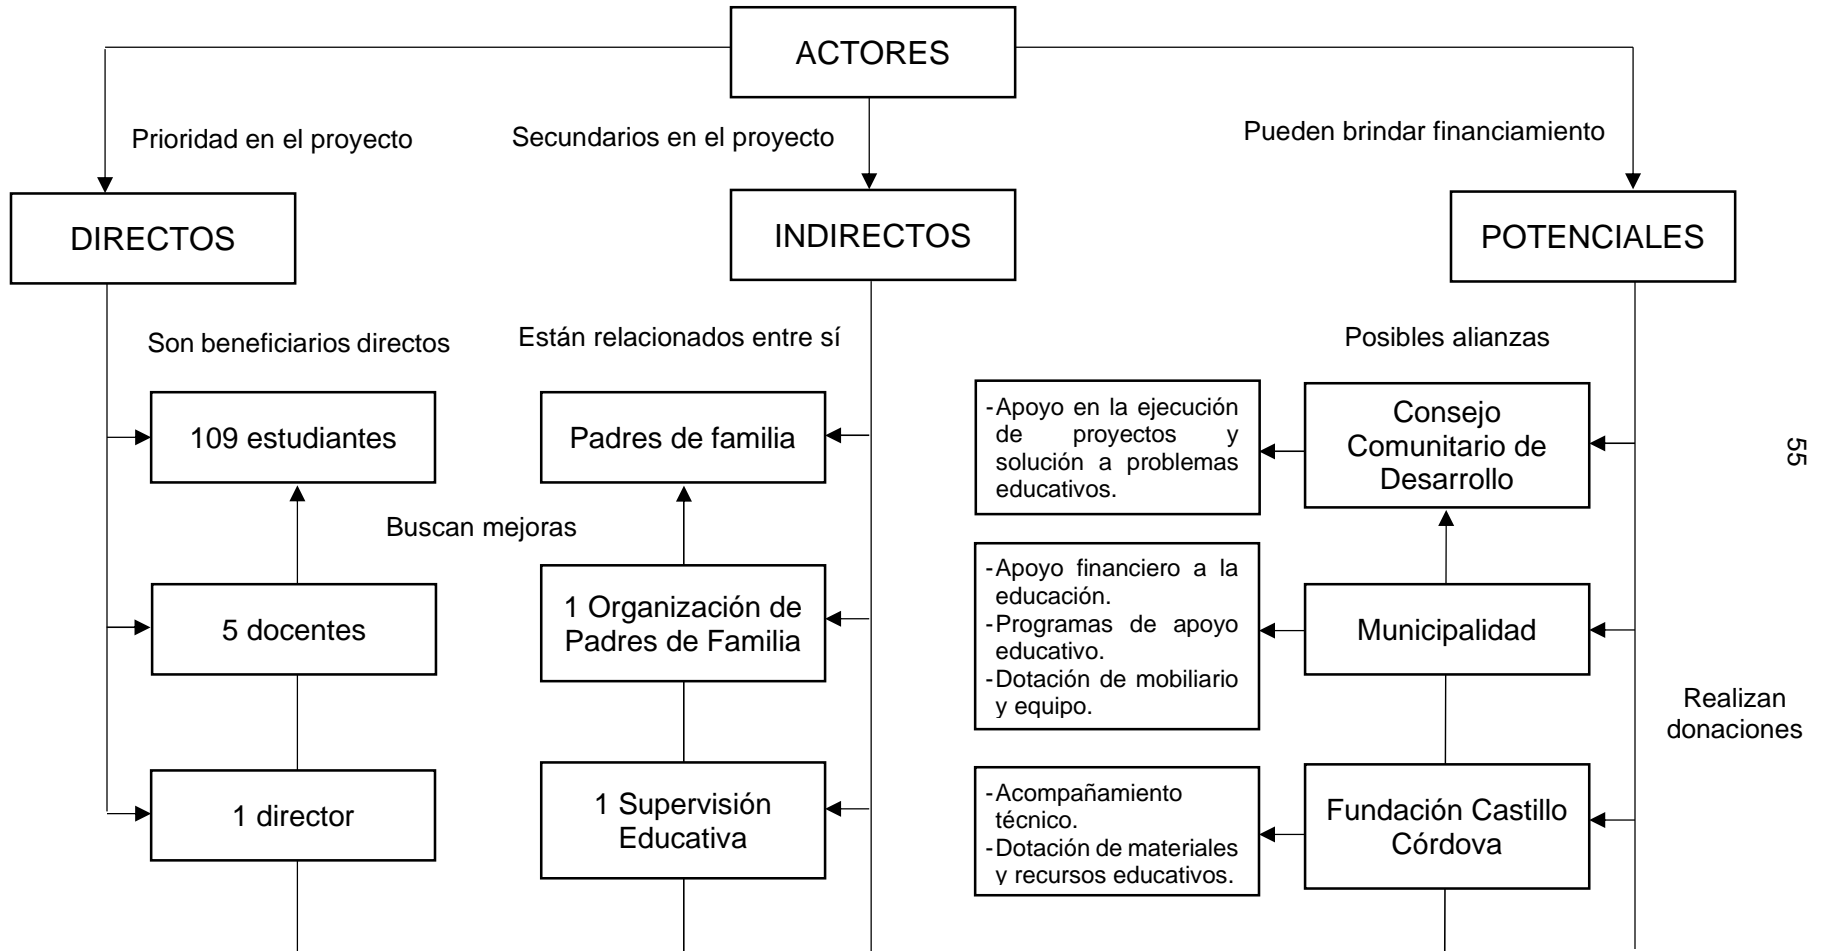 ACTORES
Prioridad en el proyecto
Secundarios en el proyecto
Pueden brindar financiamiento
DIRECTOS
INDIRECTOS
POTENCIALES
Son beneficiarios directos
Están relacionados entre sí
Posibles alianzas
109 estudiantes
Padres de familia
-Apoyo en la ejecución
de proyectos y
solución a problemas
educativos.
Consejo
Comunitario de
Desarrollo
55
Buscan mejoras
5 docentes
1 Organización de
Padres de Familia
-Apoyo financiero a la
educación.
-Programas de apoyo
educativo.
-Dotación de mobiliario
y equipo.
Municipalidad
Realizan
donaciones
1 director
1 Supervisión
Educativa
-Acompañamiento
técnico.
-Dotación de materiales
y recursos educativos.
Fundación Castillo
Córdova